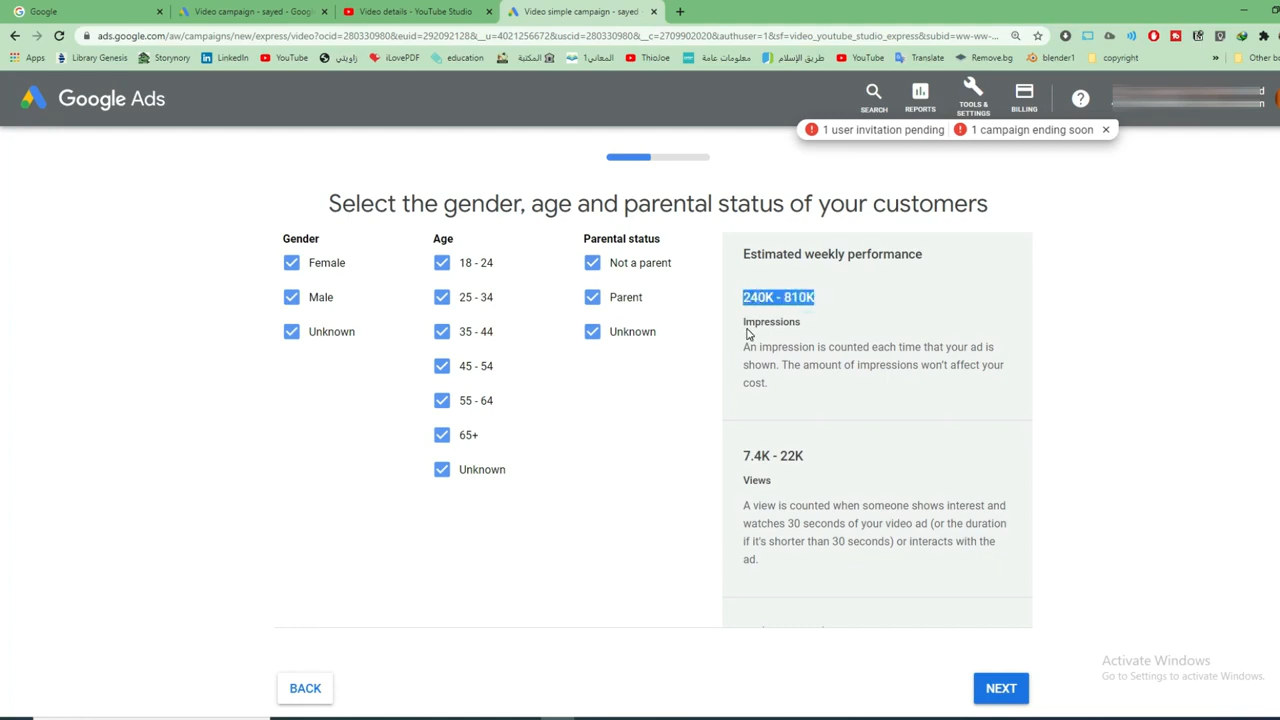 Google
Video campaign - sayed - Goog
Video details - YouTube Studio
Video simple campaign - sayed -
ads.google.com/aw/campaigns/new/express/video?ocid=280330980&euid=292092128&__u=4021256672&uscid=280330980&__c=2709902020&authuser=1&sf=video_youtube_studio_express&subid=ww-ww-...
Apps
Library Genesis
Storynory
LinkedIn
YouTube
زاويتي
iLovePDF
education
المكتبة
المعاني1
ThioJoe
معلومات عامة
طريق الإسلام
YouTube
Translate
Remove.bg
blender1
copyright
»
Other bo
Google Ads
SEARCH
REPORTS
TOOLS & SETTINGS
BILLING
1 user invitation pending
1 campaign ending soon
Select the gender, age and parental status of your customers
Gender
Female
Male
Unknown
Age
18 - 24
25 - 34
35 - 44
45 - 54
55 - 64
65+
Unknown
Parental status
Not a parent
Parent
Unknown
Estimated weekly performance
240K - 810K
Impressions
An impression is counted each time that your ad is
shown. The amount of impressions won't affect your
cost.
7.4K - 22K
Views
A view is counted when someone shows interest and
watches 30 seconds of your video ad (or the duration
if it's shorter than 30 seconds) or interacts with the
ad.
BACK
NEXT
Activate Windows
Go to Settings to activate Windows.